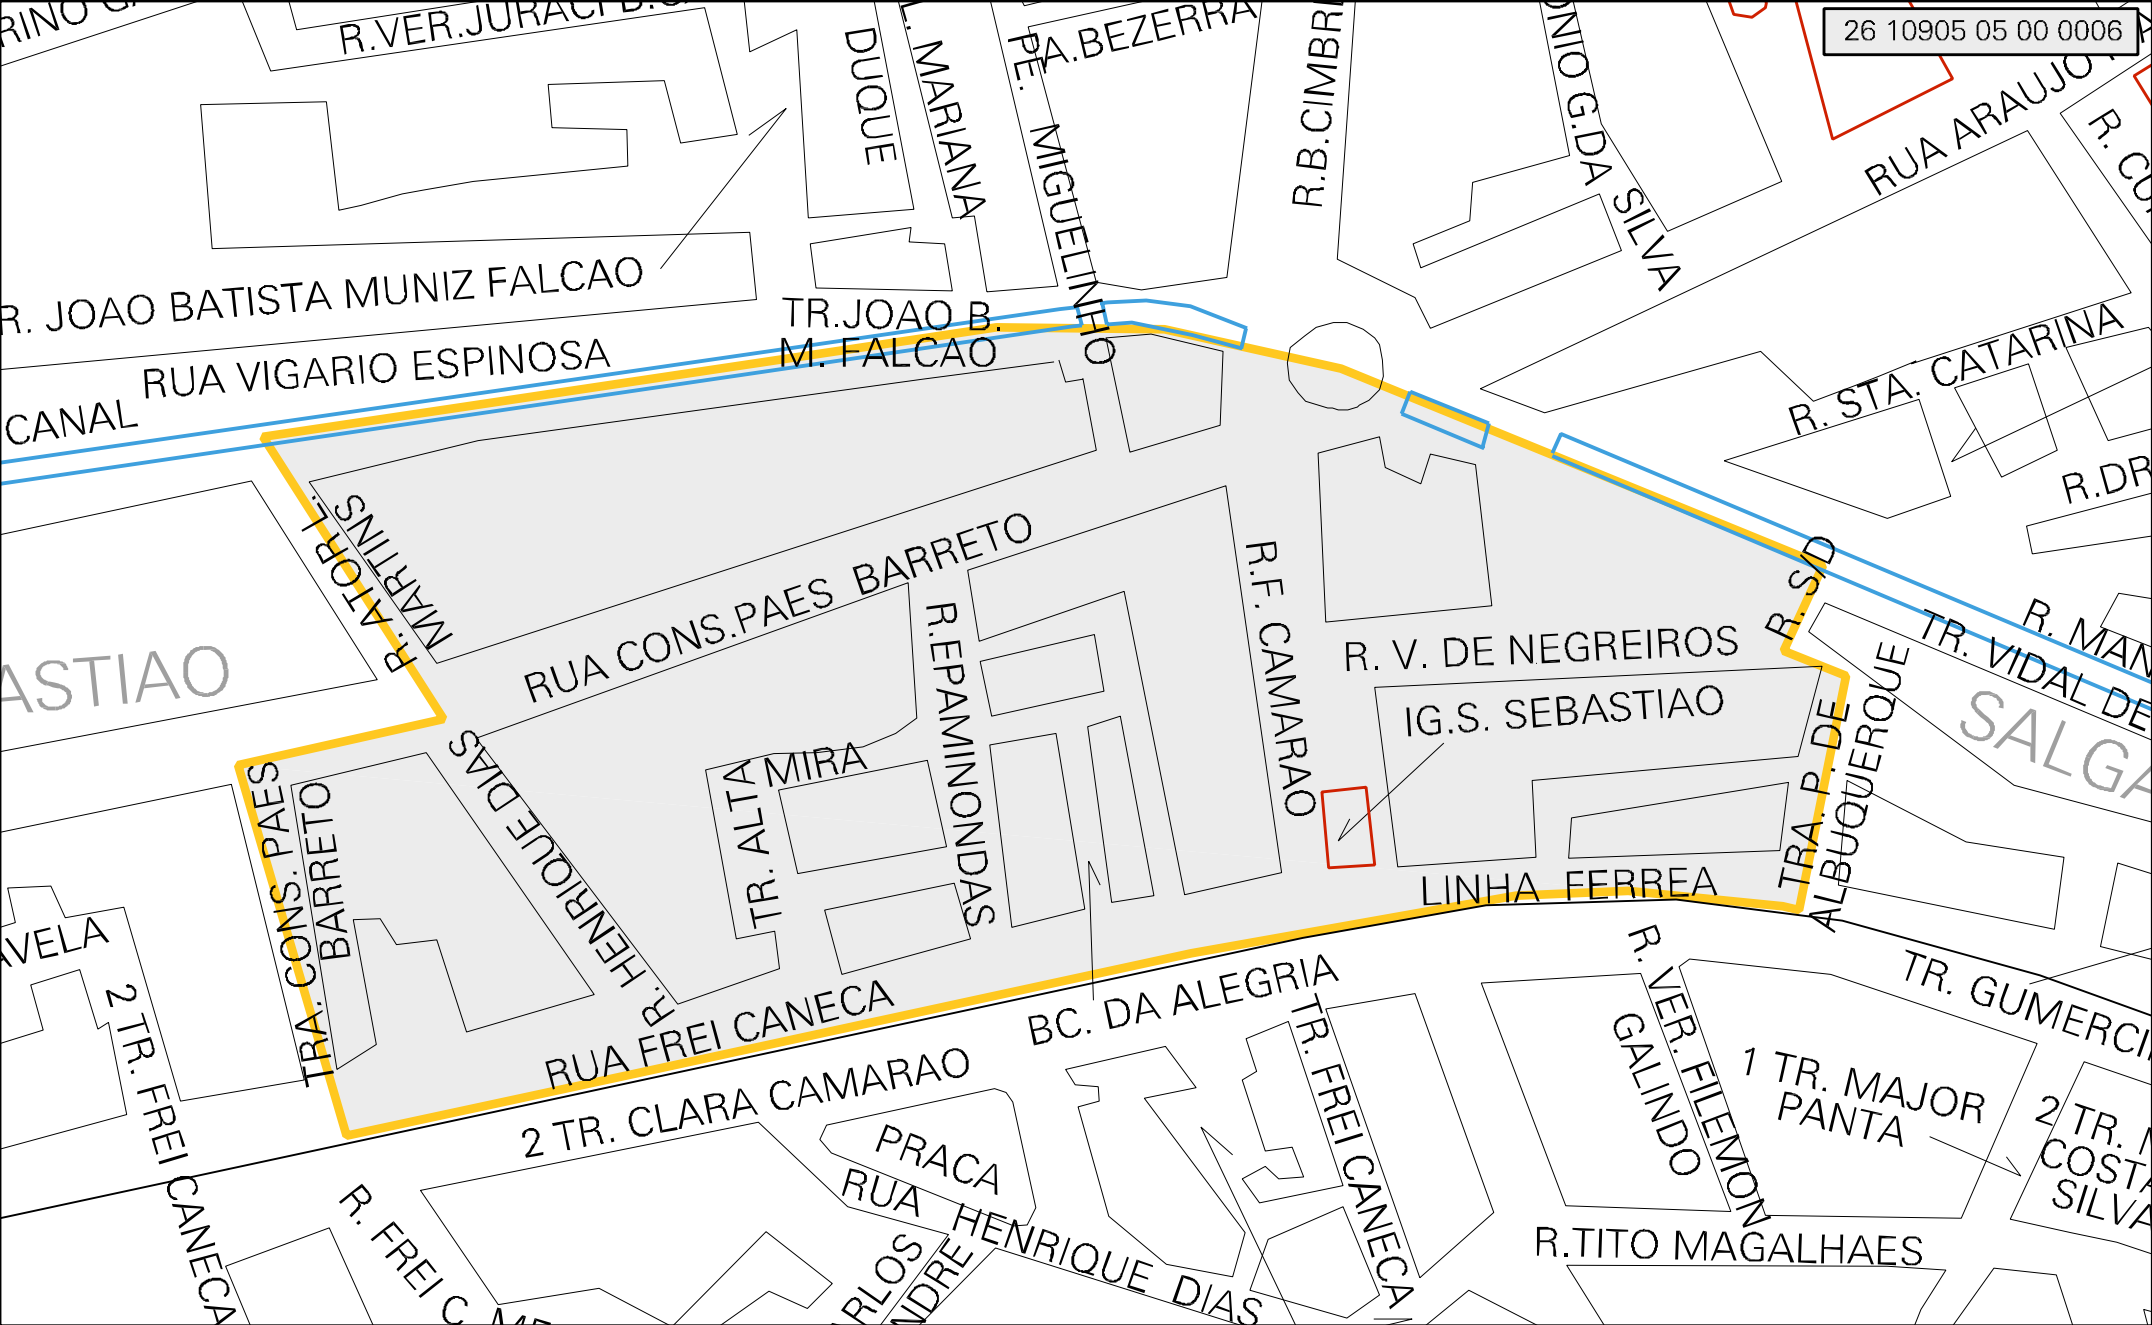 26 10905 05 00 0006
DUQUE
MARIANA
PE. MIGUELINHO
A.BEZERRA
R.B.CIMBRE
G.DA SILVA
RUA ARAUJO
R. JOAO BATISTA MUNIZ FALCAO
TR.JOAO B.
M. FALCAO
RUA VIGARIO ESPINOSA
CANAL
R. STA. CATARINA
R.DR
R. ATOR L.
MARTINS
RUA CONS.PAES BARRETO
R.EPAMINONDAS
R.F. CAMARAO
R. V. DE NEGREIROS
IG.S. SEBASTIAO
R. S/D
TR. VIDAL DE
ASTIAO
SALGA
TRA. P. DE
ALBUQUERQUE
TRA. CONS. PAES
BARRETO
R. HENRIQUE DIAS
TR. ALTA MIRA
LINHA FERREA
RUA FREI CANECA
BC. DA ALEGRIA
2 TR. CLARA CAMARAO
2 TR. FREI CANECA
AVELA
R. FREI C.
PRACA
RUA HENRIQUE DIAS
TR. FREI CANECA
R. VER. FILEMON
GALINDO
1 TR. MAJOR
PANTA
TR. GUMERCI
2 TR.
COSTA
SILVA
R.TITO MAGALHAES
R.VER.JURACI
R. MAN
RLOS
NDRE